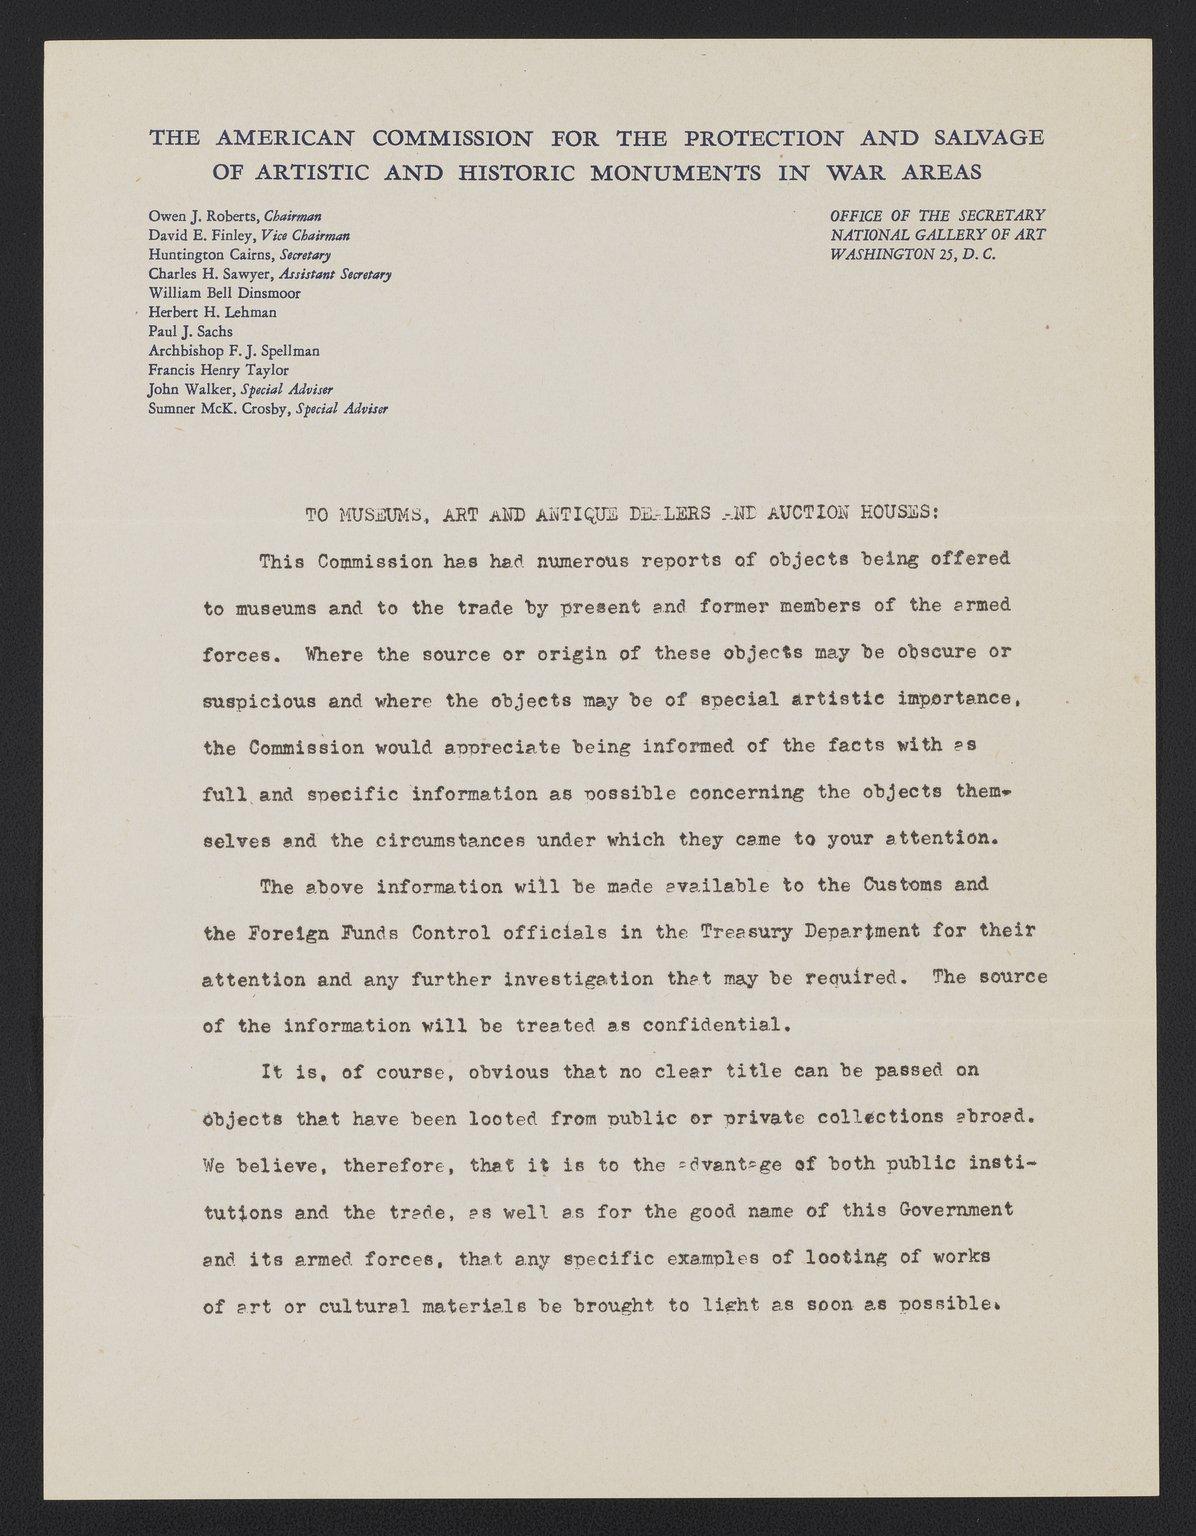 THE AMERICAN COMMISSION FOR THE PROTECTION AND SALVAGE
OF ARTISTIC AND HISTORIC MONUMENTS IN WAR AREAS
Owen J. Roberts, Chairman
David E. Finley, Vice Chairman
Huntington Cairns, Secretary
Charles H. Sawyer, Assistant Secretary
William Bell Dinsmoor
Herbert H. Lehman
Paul J. Sachs
Archbishop F. J. Spellman
Francis Henry Taylor
John Walker, Special Adviser
Sumner McK. Crosby, Special Adviser
OFFICE OF THE SECRETARY
NATIONAL GALLERY OF ART
WASHINGTON 25, D. C.
TO MUSEUMS, ART AND ANTIQUE DEALERS AND AUCTION HOUSES:
This Commission has had numerous reports of objects being offered
to museums and to the trade by present and former members of the armed
forces. Where the source or origin of these objects may be obscure or
suspicious and where the objects may be of special artistic importance,
the Commission would appreciate being informed of the facts with as
full and specific information as possible concerning the objects them-
selves and the circumstances under which they came to your attention.
The above information will be made available to the Customs and
the Foreign Funds Control officials in the Treasury Department for their
attention and any further investigation that may be required. The source
of the information will be treated as confidential.
It is, of course, obvious that no clear title can be passed on
objects that have been looted from public or private collections abroad.
We believe, therefore, that it is to the advantage of both public insti-
tutions and the trade, as well as for the good name of this Government
and its armed forces, that any specific examples of looting of works
of art or cultural materials be brought to light as soon as possible.